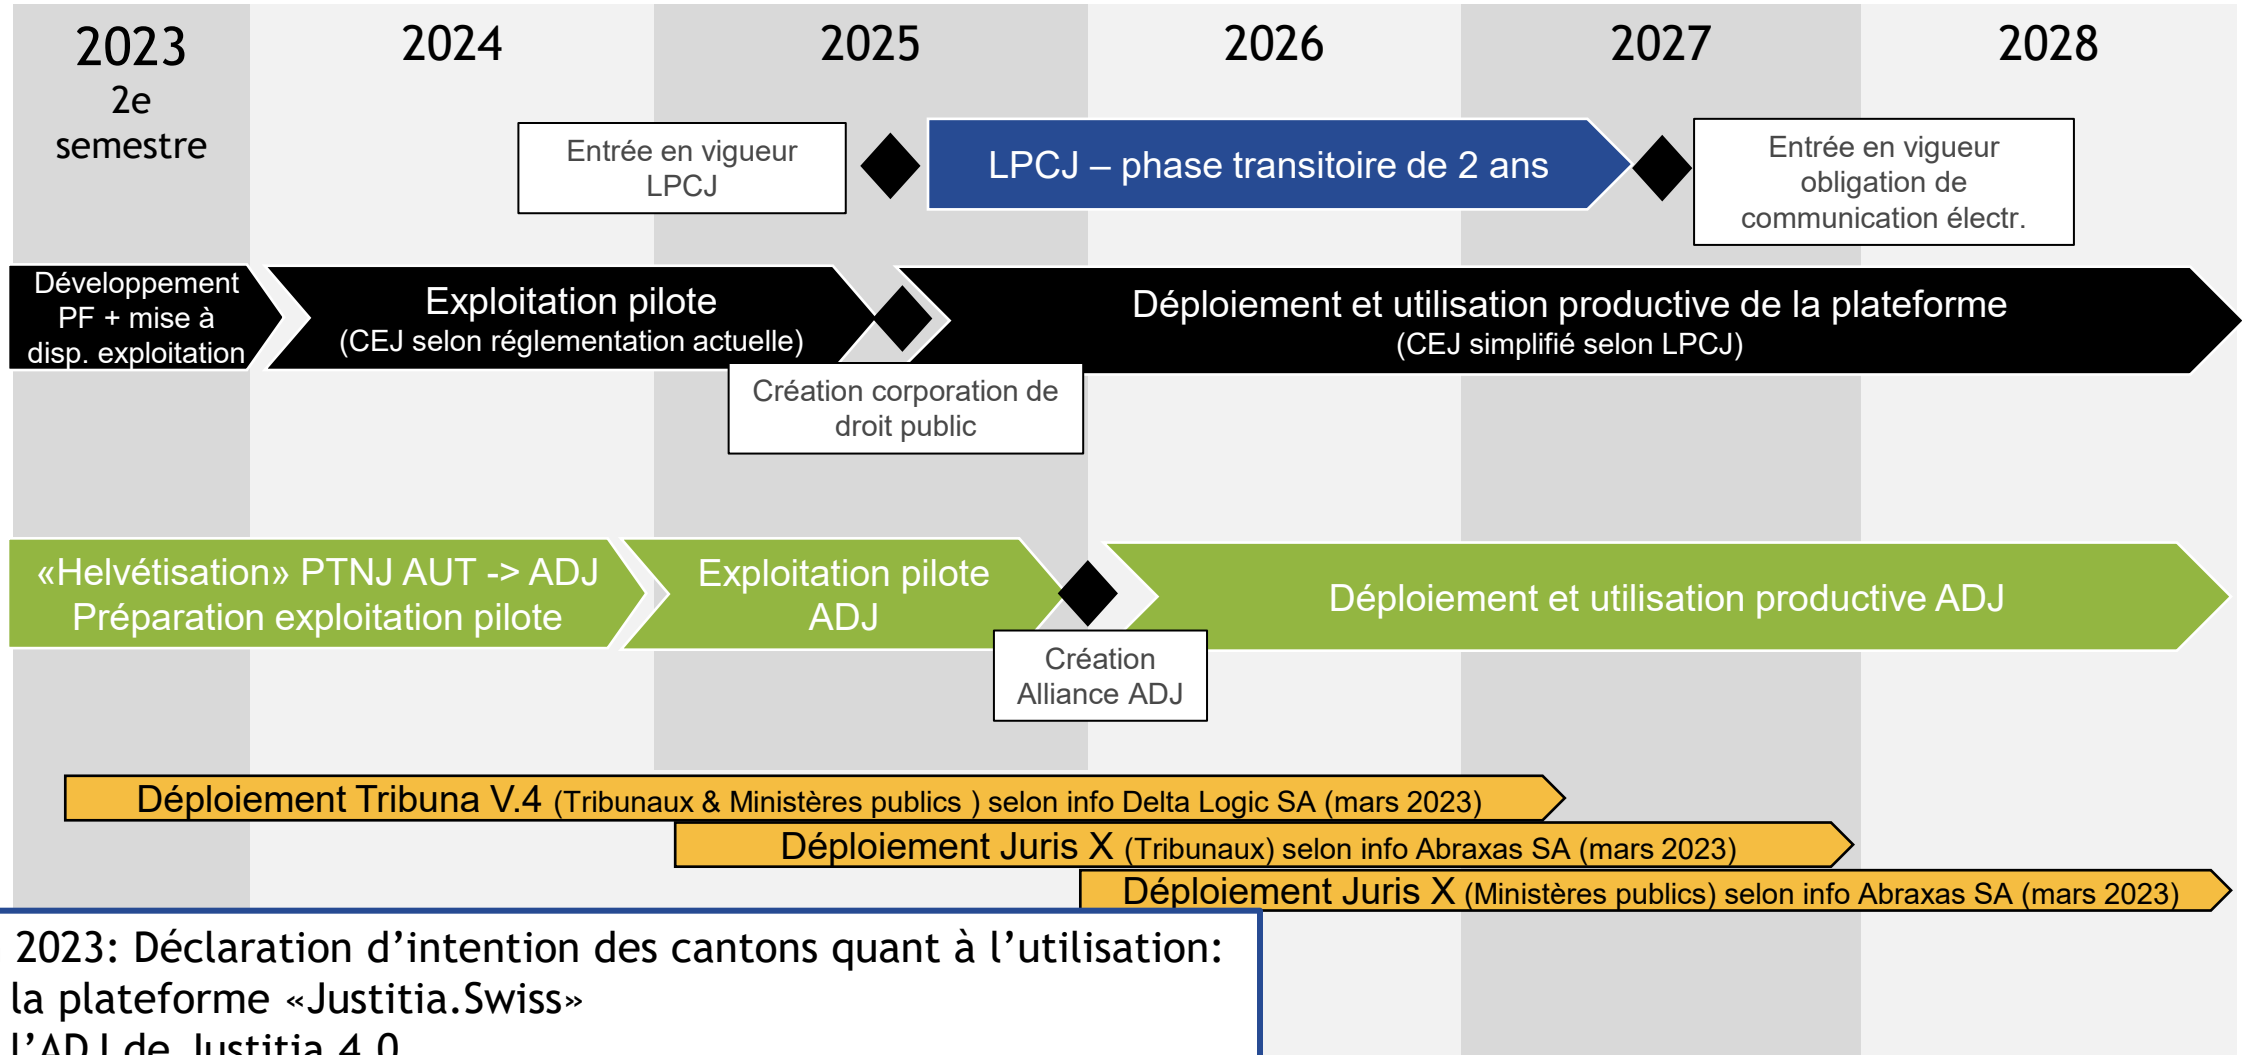 2023
2e
semestre
2024
2025
2026
2027
2028
Entrée en vigueur
LPCJ
LPCJ – phase transitoire de 2 ans
Entrée en vigueur
obligation de
communication électr.
Développement
PF + mise à
disp. exploitation
Exploitation pilote
(CEJ selon réglementation actuelle)
Déploiement et utilisation productive de la plateforme
(CEJ simplifié selon LPCJ)
Création corporation de
droit public
«Helvétisation» PTNJ AUT -> ADJ
Préparation exploitation pilote
Exploitation pilote
ADJ
Déploiement et utilisation productive ADJ
Création
Alliance ADJ
Déploiement Tribuna V.4 (Tribunaux & Ministères publics ) selon info Delta Logic SA (mars 2023)
Déploiement Juris X (Tribunaux) selon info Abraxas SA (mars 2023)
Déploiement Juris X (Ministères publics) selon info Abraxas SA (mars 2023)
2023: Déclaration d’intention des cantons quant à l’utilisation:
la plateforme «Justitia.Swiss»
l’ADJ de Justitia 4.0